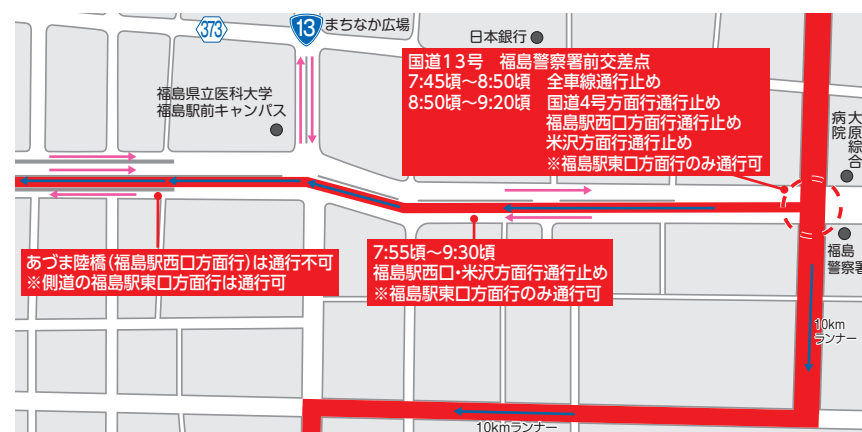 373
13
まちなか広場
日本銀行
国道13号　福島警察署前交差点
7:45頃～8:50頃　全車線通行止め
8:50頃～9:20頃　国道4号方面行通行止め
福島駅西口方面行通行止め
米沢方面行通行止め
※福島駅東口方面行のみ通行可
福島県立医科大学
福島駅前キャンパス
大原綜合
病院
あづま陸橋（福島駅西口方面行）は通行不可
※側道の福島駅東口方面行は通行可
7:55頃～9:30頃
福島駅西口・米沢方面行通行止め
※福島駅東口方面行のみ通行可
福島
警察署
10km
ランナー
10kmランナー